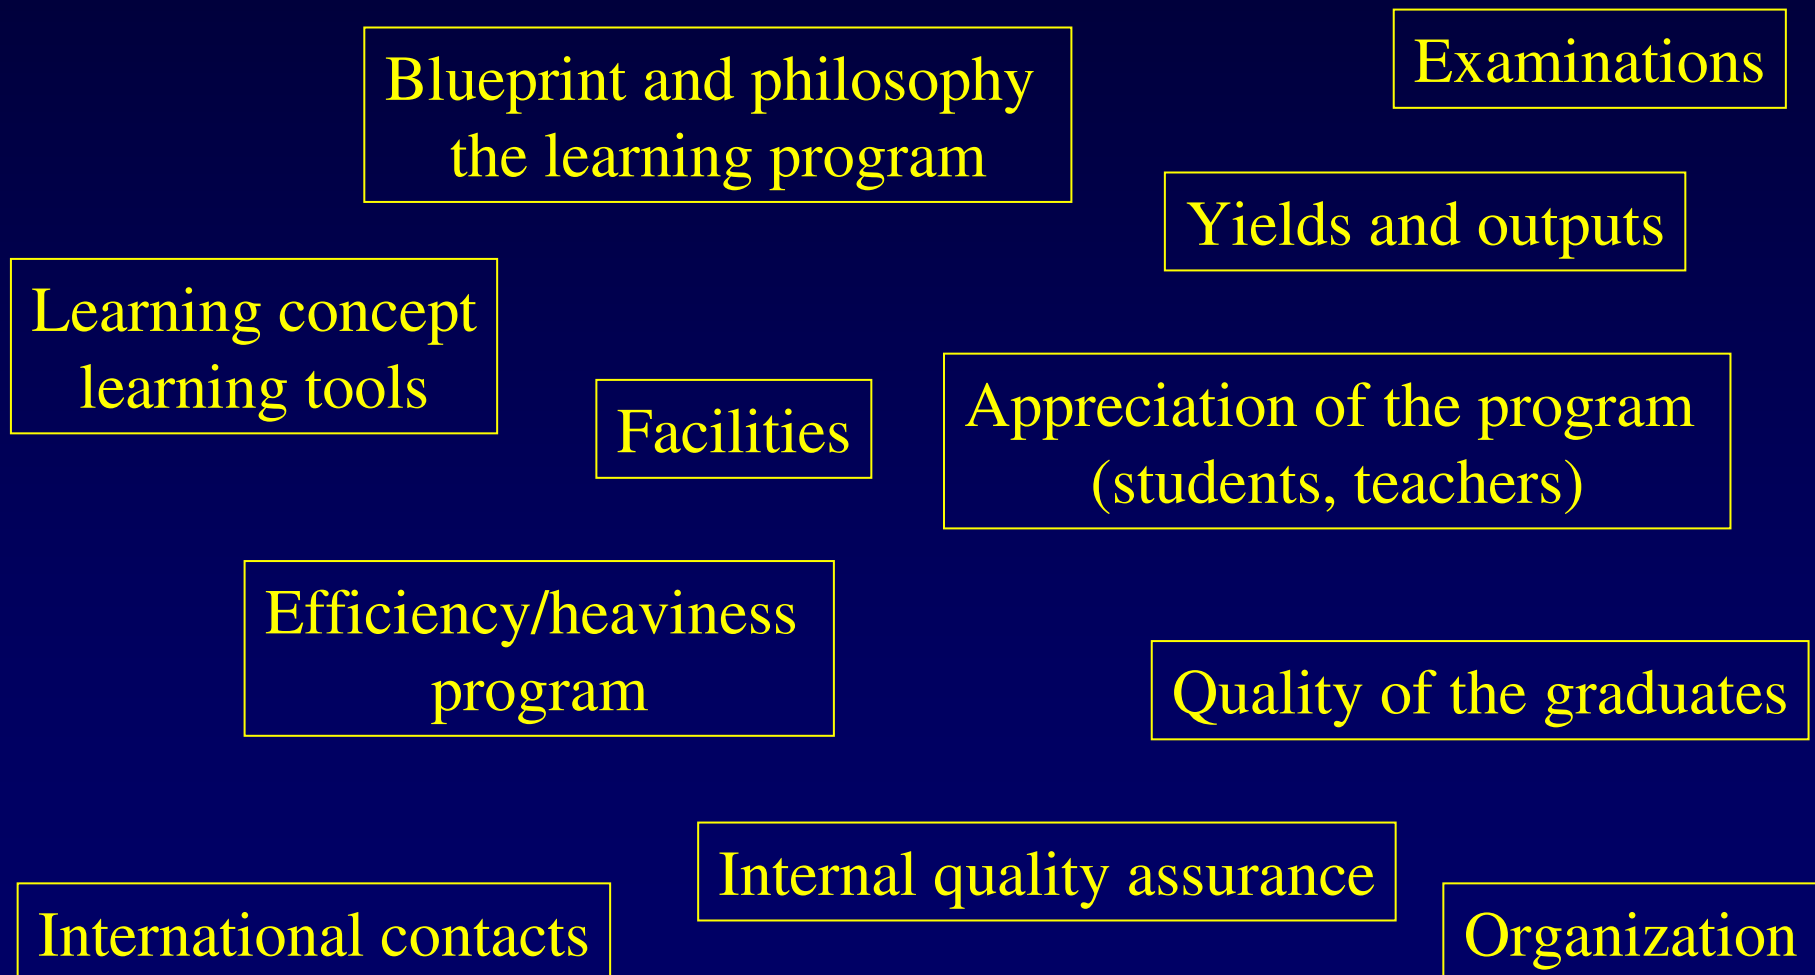 Examinations
Blueprint and philosophy
the learning program
Yields and outputs
Learning concept
learning tools
Facilities
Appreciation of the program
(students, teachers)
Efficiency/heaviness
program
Quality of the graduates
Internal quality assurance
International contacts
Organization